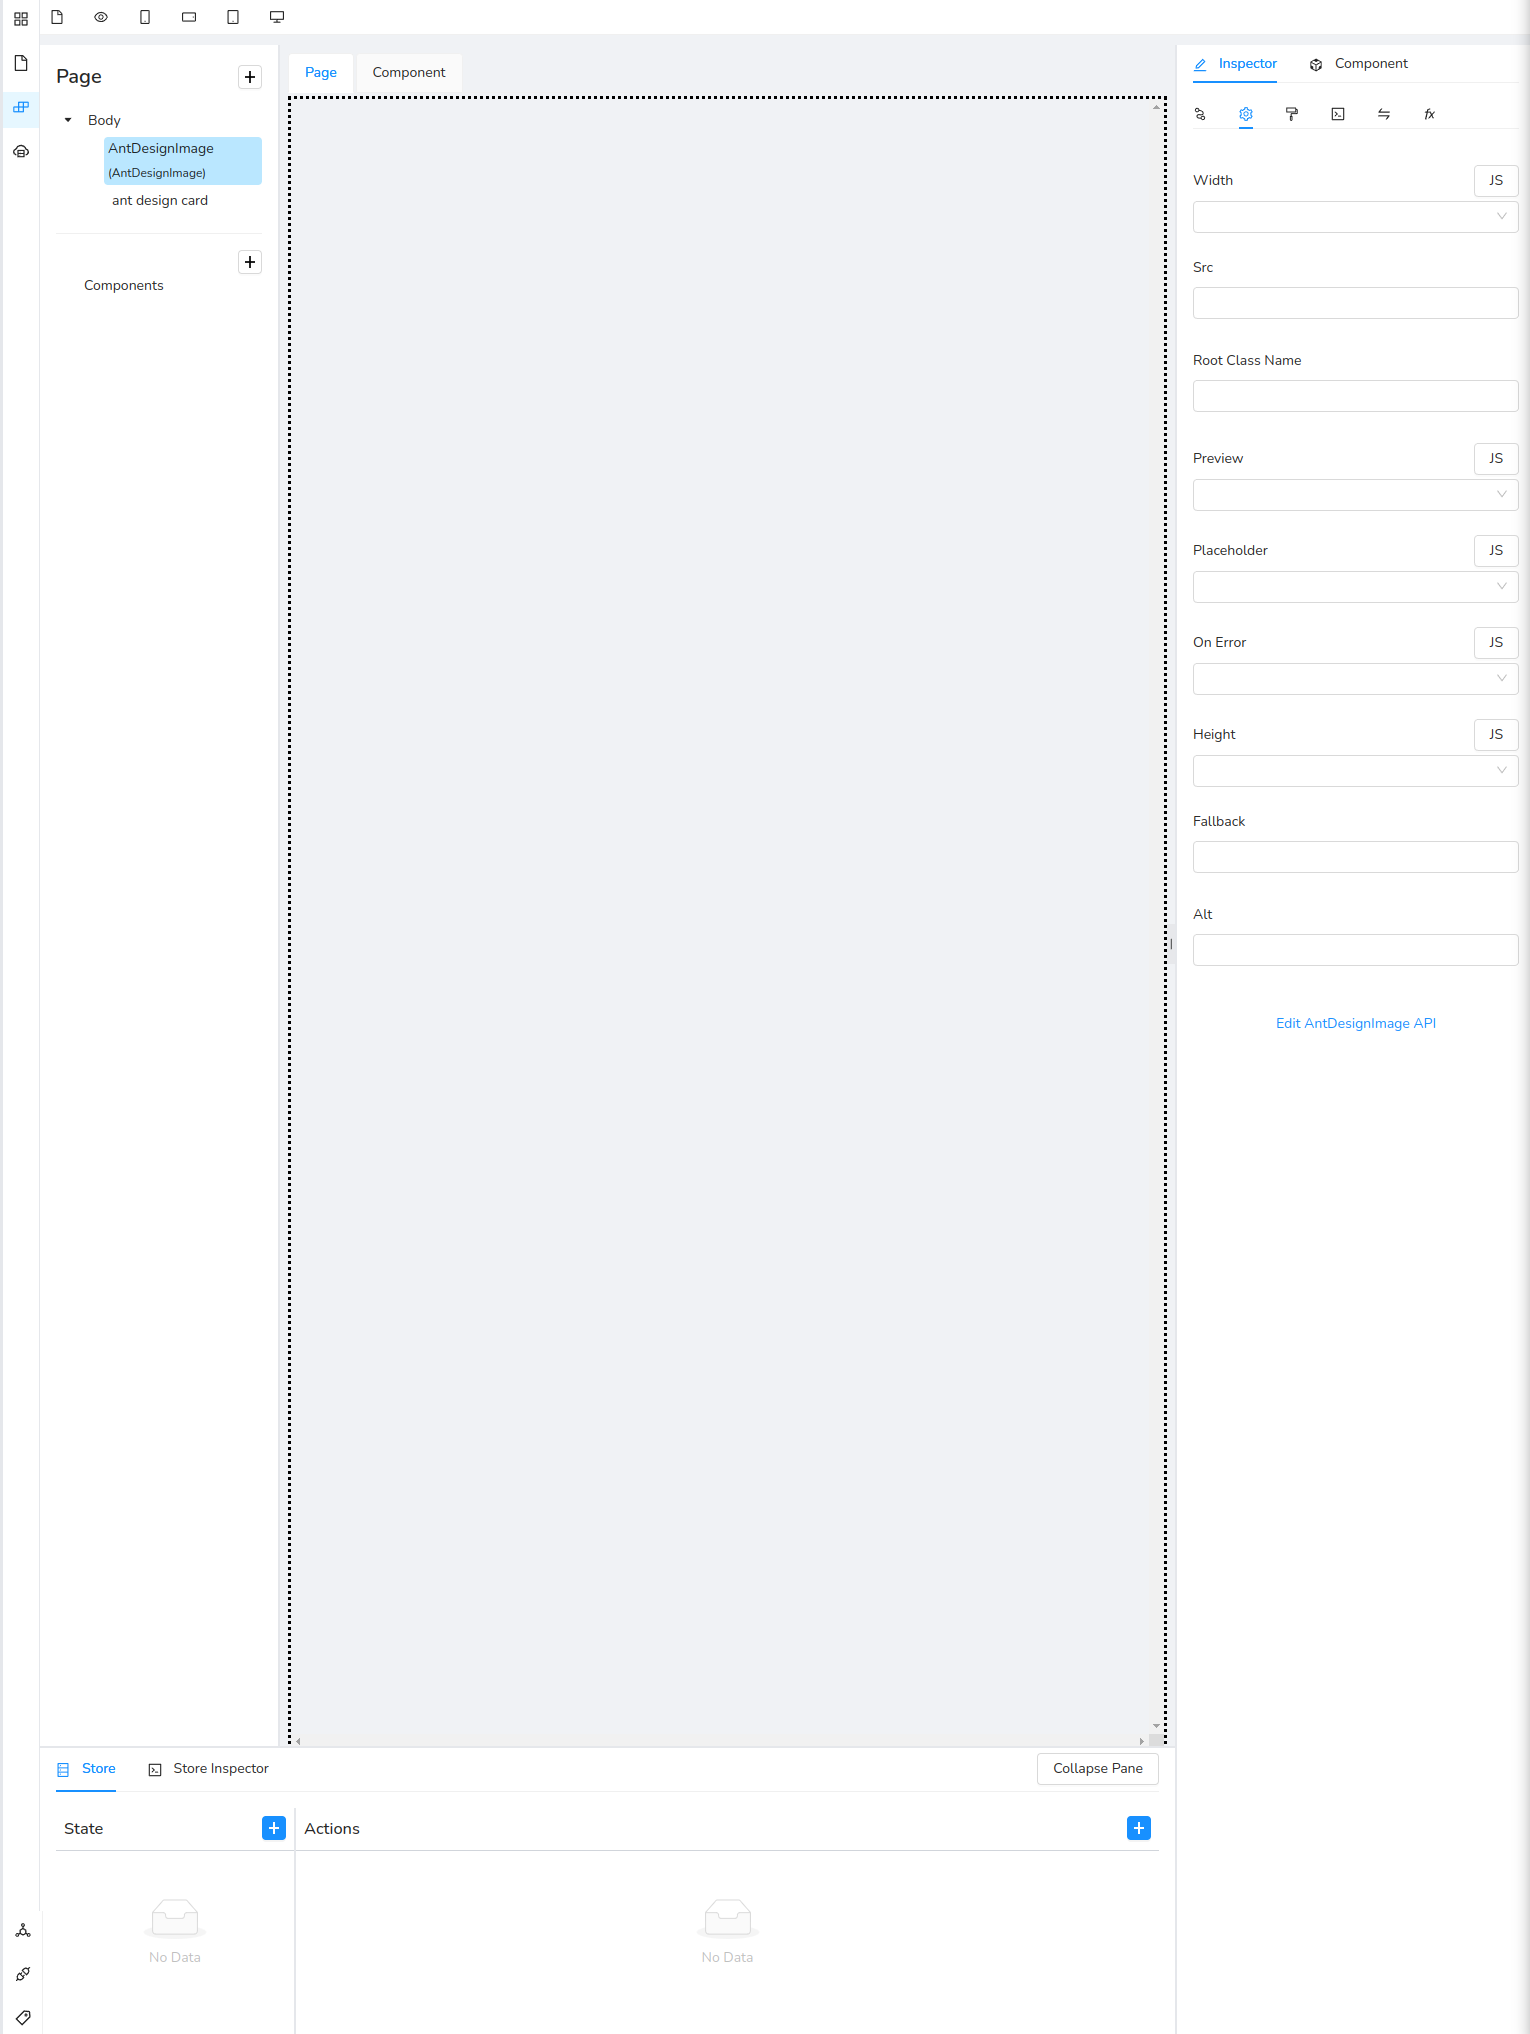 Page
Body
AntDesignImage
(AntDesignImage)
ant design card
Components
Page
Component
Inspector
Component
fx
Width
JS
Src
Root Class Name
Preview
JS
Placeholder
JS
On Error
JS
Height
JS
Fallback
Alt
Edit AntDesignImage API
Store
Store Inspector
Collapse Pane
State
Actions
No Data
No Data